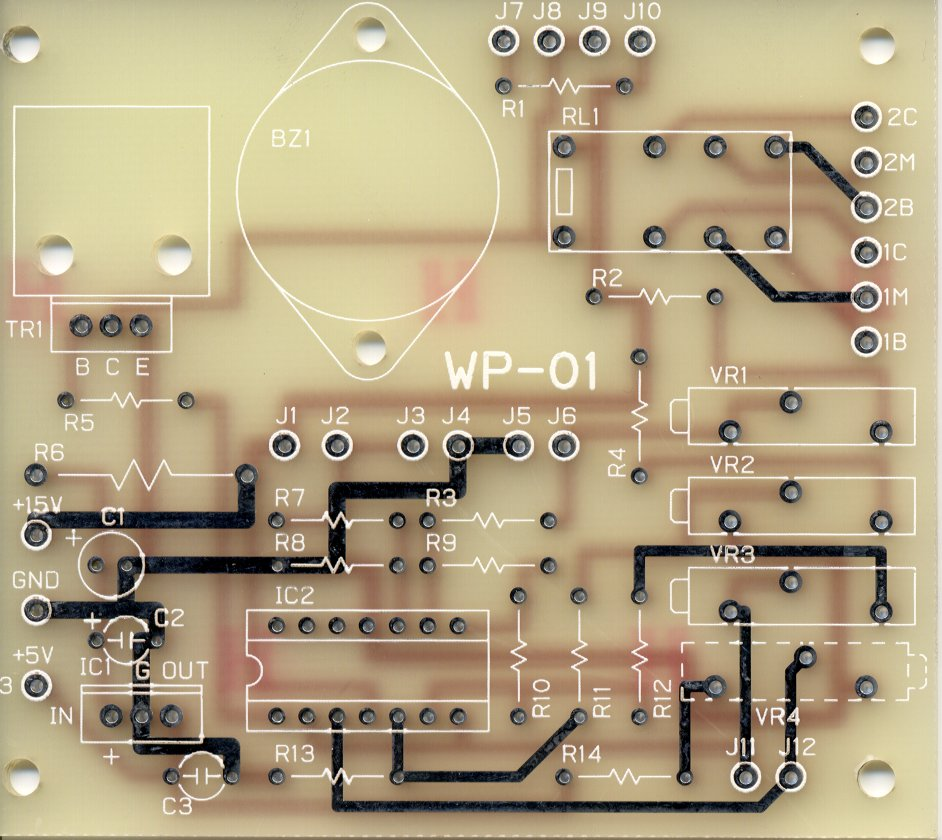 J7 J8 J9 J10
R1
RL1
2C
BZ1
2M
2B
1C
R2
1M
TR1
1B
B C E
WP-01
VR1
R5
J1 J2 J3 J4 J5 J6
R6
R4
VR2
+15V
C1
R7
R3
+
R8
R9
VR3
GND
IC2
+
C2
+5V
IC1
G OUT
3
R10
R11
R12
IN
VR4
+
R13
R14
J11 J12
C3